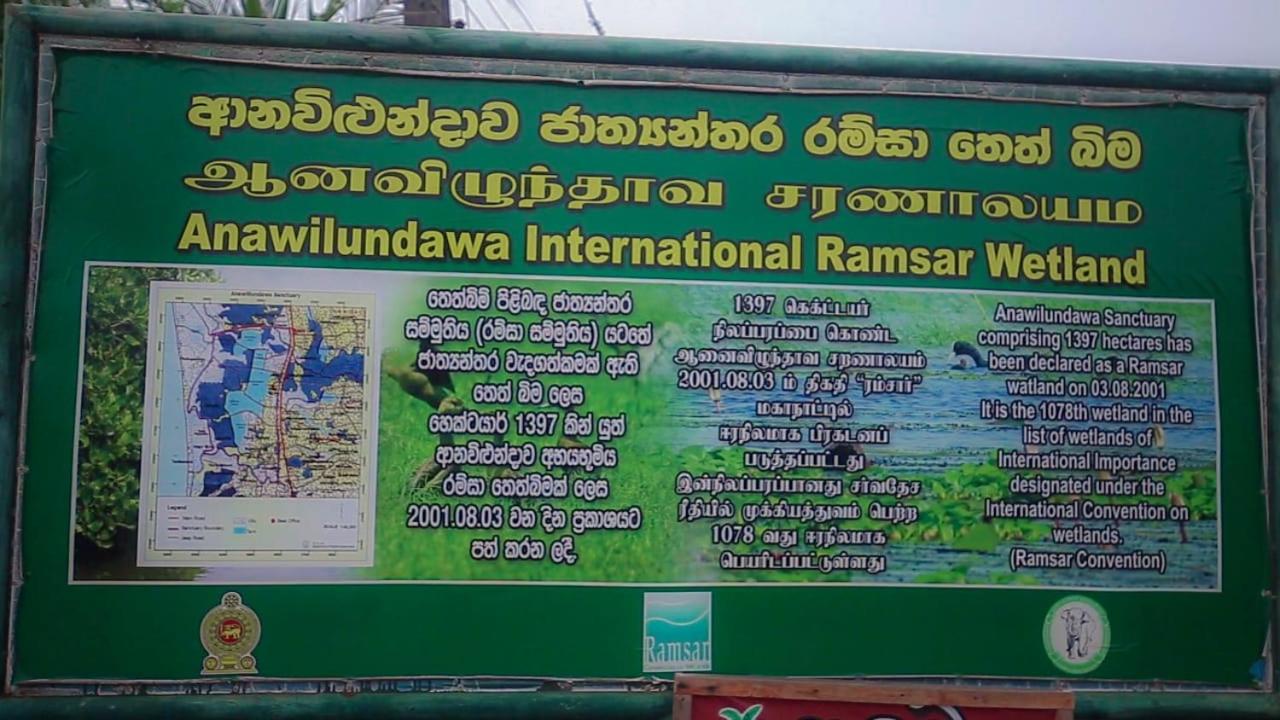 ආනවිළුන්දාව ජාත්‍යන්තර රම්සා තෙත් බිම
ஆனவிழுந்தாவ சரணாலயம
Anawilundawa International Ramsar Wetland
Anawilundawa Sanctuary
Legend
තෙත්බිම් පිළිබඳ ජාත්‍යන්තර
සම්මුතිය (රම්සා සම්මුතිය) යටතේ
ජාත්‍යන්තර වැදගත්කමක් ඇති
තෙත් බිම ලෙස
හෙක්ටයාර් 1397 කින් යුත්
ආනවිළුන්දාව අභයභූමිය
රම්සා තෙත්බිමක් ලෙස
2001.08.03 වන දින ප්‍රකාශයට
පත් කරන ලදී.
1397 கெக்ட்டயர்
நிலப்பரப்பை கொண்ட
ஆனைவிழுந்தாவ சறணாலயம்
2001.08.03 ம் திகதி “ரம்சார்”
மகாநாட்டில்
ஈரநிலமாக பிரகடனப்
படுத்தப்பட்டது
இன்நிலப்பரப்பானது சர்வதேச
ரீதியில் முக்கியத்துவம் பெற்ற
1078 வது ஈரநிலமாக
பெயரிடப்பட்டுள்ளது
Anawilundawa Sanctuary
comprising 1397 hectares has
been declared as a Ramsar
watland on 03.08.2001
It is the 1078th wetland in the
list of wetlands of
International Importance
designated under the
International Convention on
wetlands.
(Ramsar Convention)
Ramsar